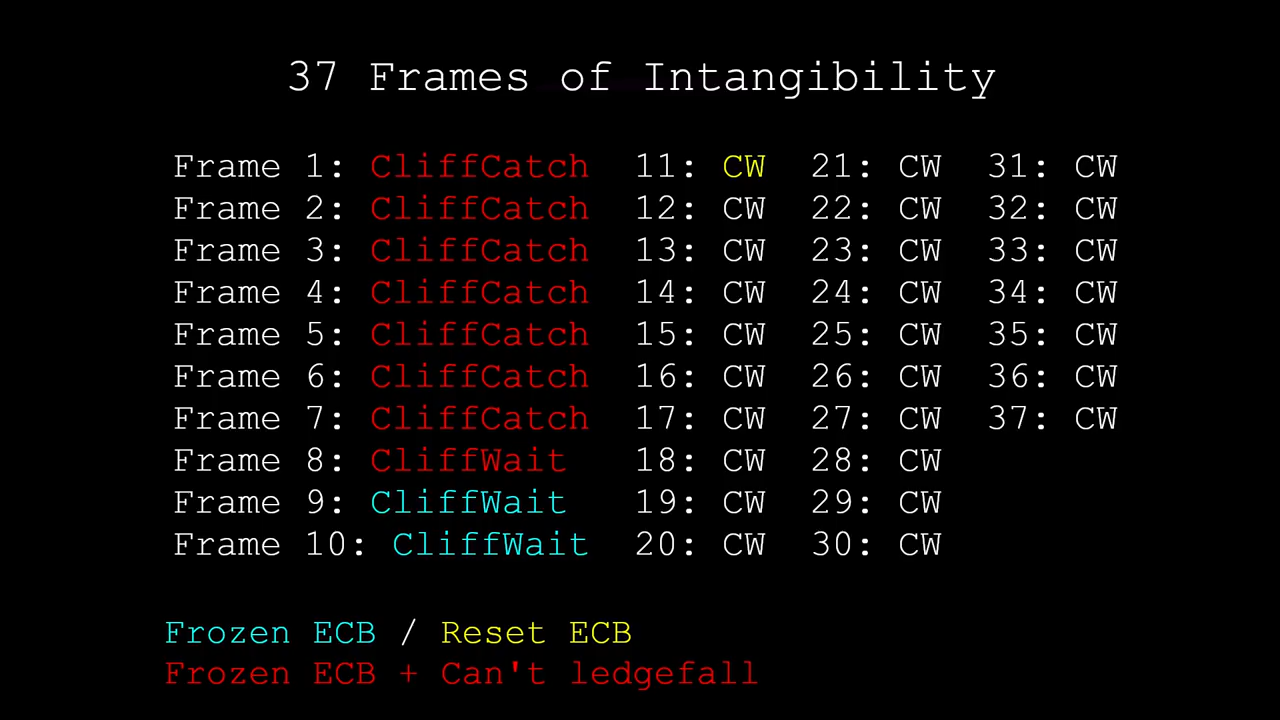 37 Frames of Intangibility
Frame 1: CliffCatch 11: CW 21: CW 31: CW
Frame 2: CliffCatch 12: CW 22: CW 32: CW
Frame 3: CliffCatch 13: CW 23: CW 33: CW
Frame 4: CliffCatch 14: CW 24: CW 34: CW
Frame 5: CliffCatch 15: CW 25: CW 35: CW
Frame 6: CliffCatch 16: CW 26: CW 36: CW
Frame 7: CliffCatch 17: CW 27: CW 37: CW
Frame 8: CliffWait 18: CW 28: CW
Frame 9: CliffWait 19: CW 29: CW
Frame 10: CliffWait 20: CW 30: CW
Frozen ECB / Reset ECB
Frozen ECB + Can't ledgefall